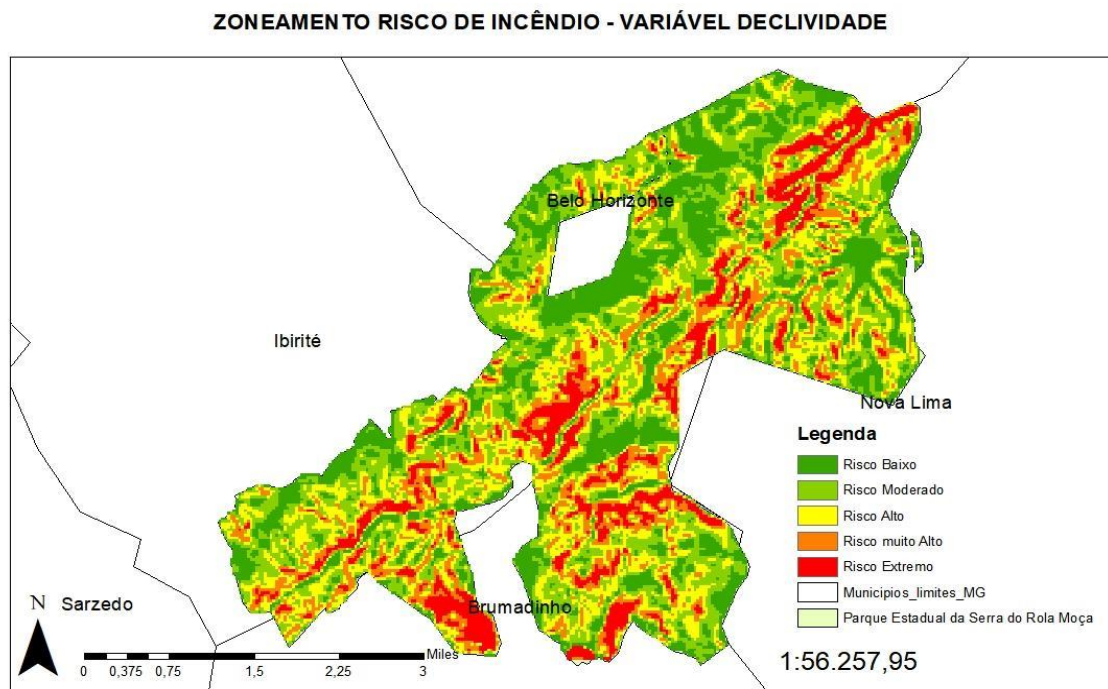 ZONEAMENTO RISCO DE INCÊNDIO - VARIÁVEL DECLIVIDADE
Belo Horizonte
Ibirité
Nova Lima
Legenda
Risco Baixo
Risco Moderado
Risco Alto
Risco muito Alto
Risco Extremo
Municipios_limites_MG
Parque Estadual da Serra do Rola Moça
N
Sarzedo
Brumadinho
Miles
0 0,375 0,75 1,5 2,25 3
1:56.257,95